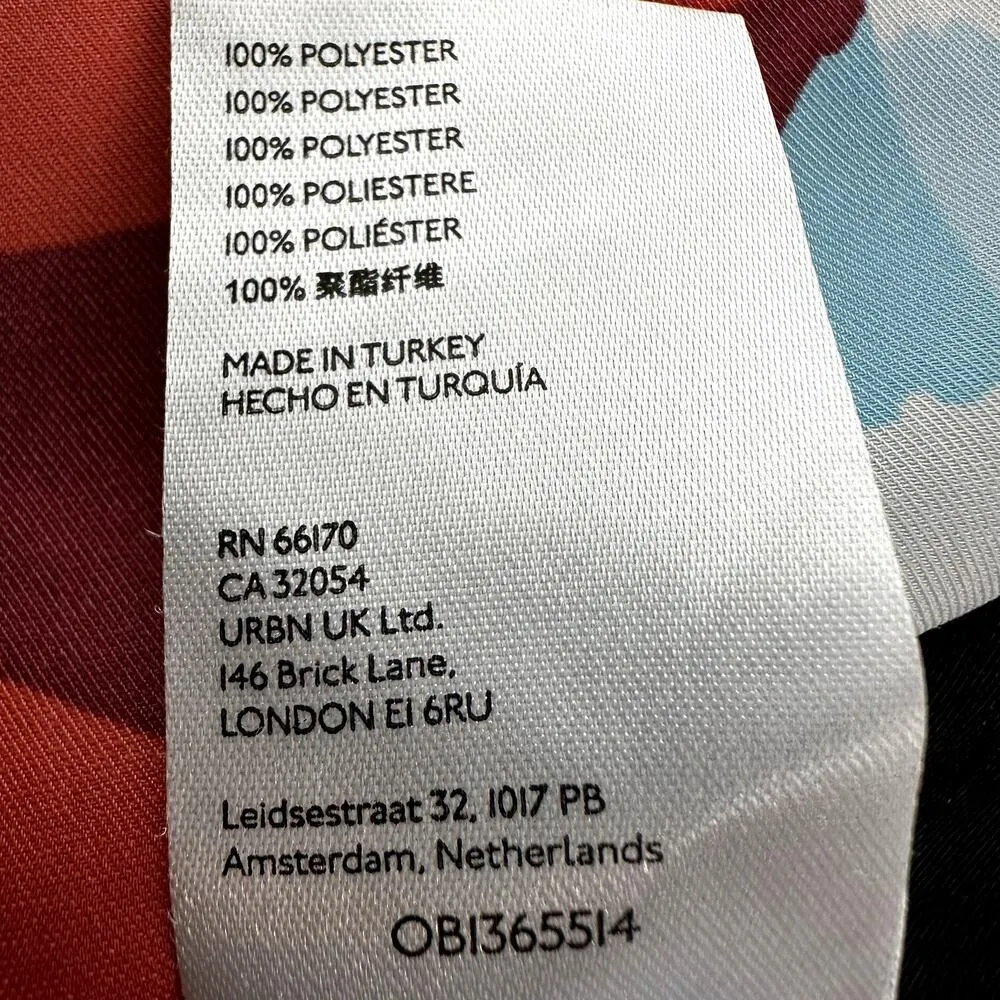 100% POLYESTER
100% POLYESTER
100% POLYESTER
100% POLIESTERE
100% POLIÉSTER
100% 聚酯纤维
MADE IN TURKEY
HECHO EN TURQUÍA
RN 66170
CA 32054
URBN UK Ltd.
146 Brick Lane,
LONDON E1 6RU
Leidsestraat 32, 1017 PB
Amsterdam, Netherlands
OB1365514